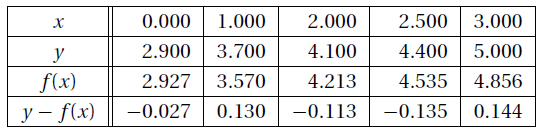 x 0.000 1.000 2.000 2.500 3.000
y 2.900 3.700 4.100 4.400 5.000
f(x) 2.927 3.570 4.213 4.535 4.856
y − f(x) −0.027 0.130 −0.113 −0.135 0.144